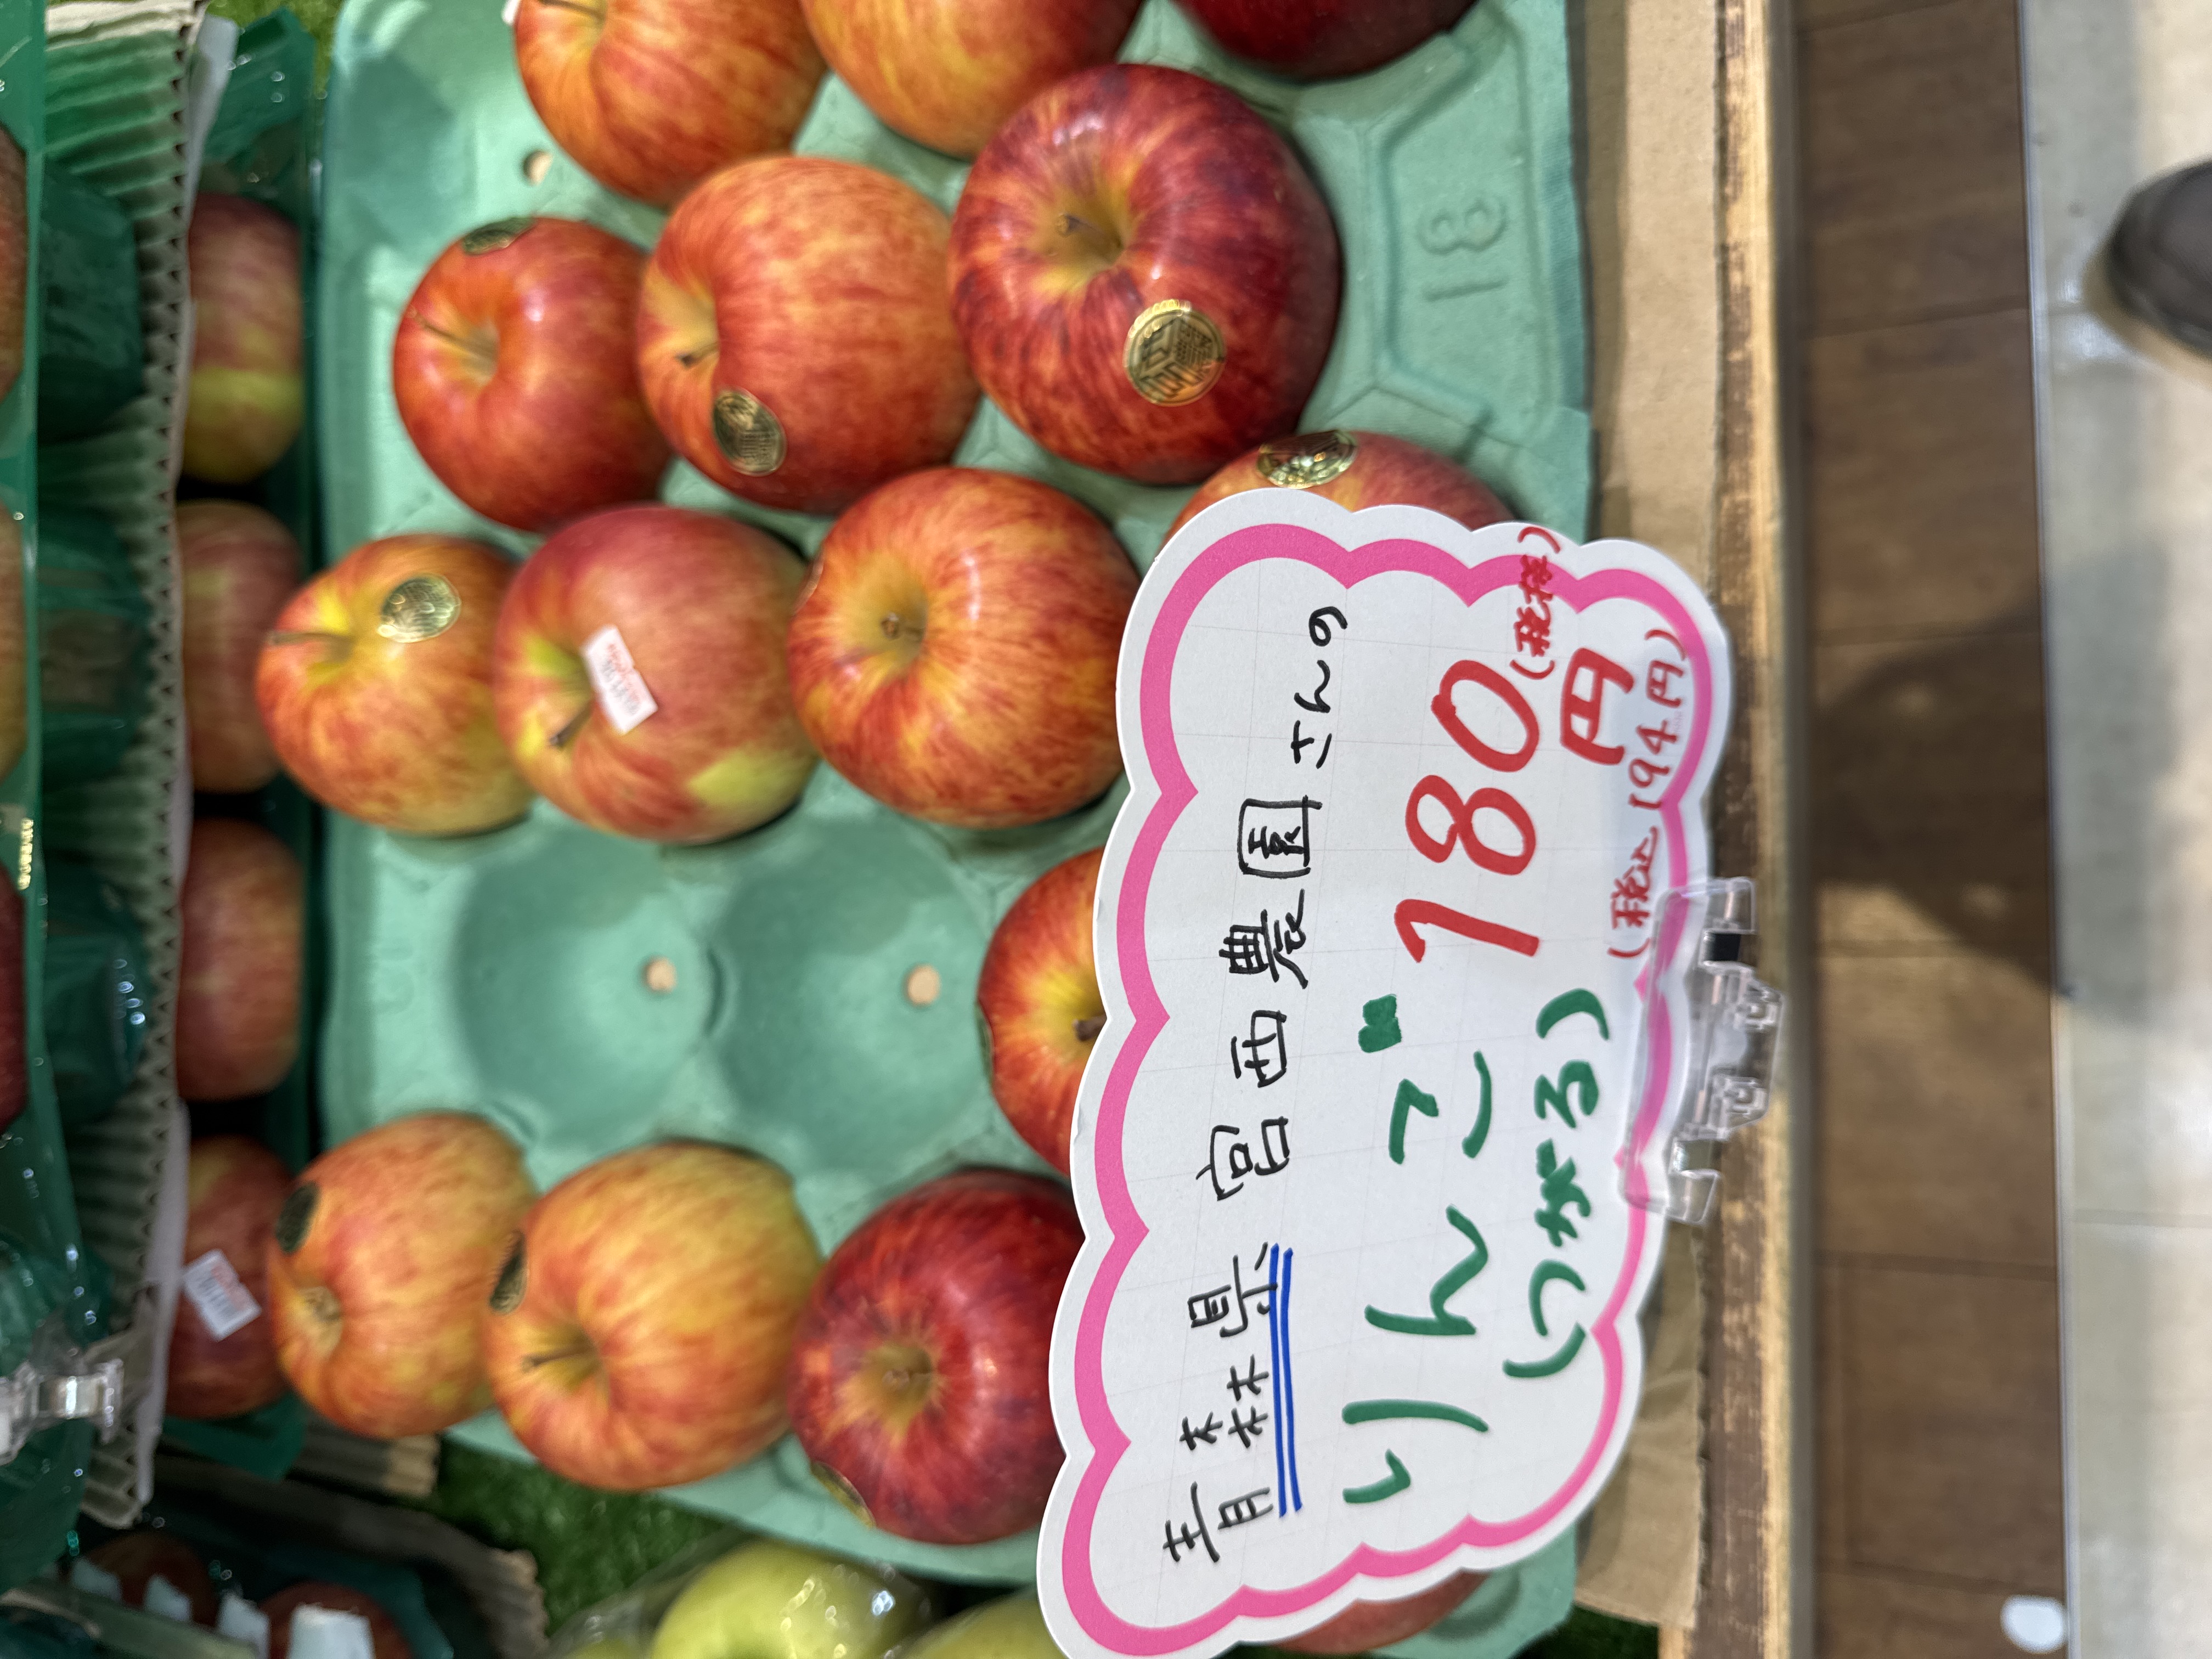 青森県 宮西農園さんの
りんご 180円(税抜)
(つがる) (税込194円)
18